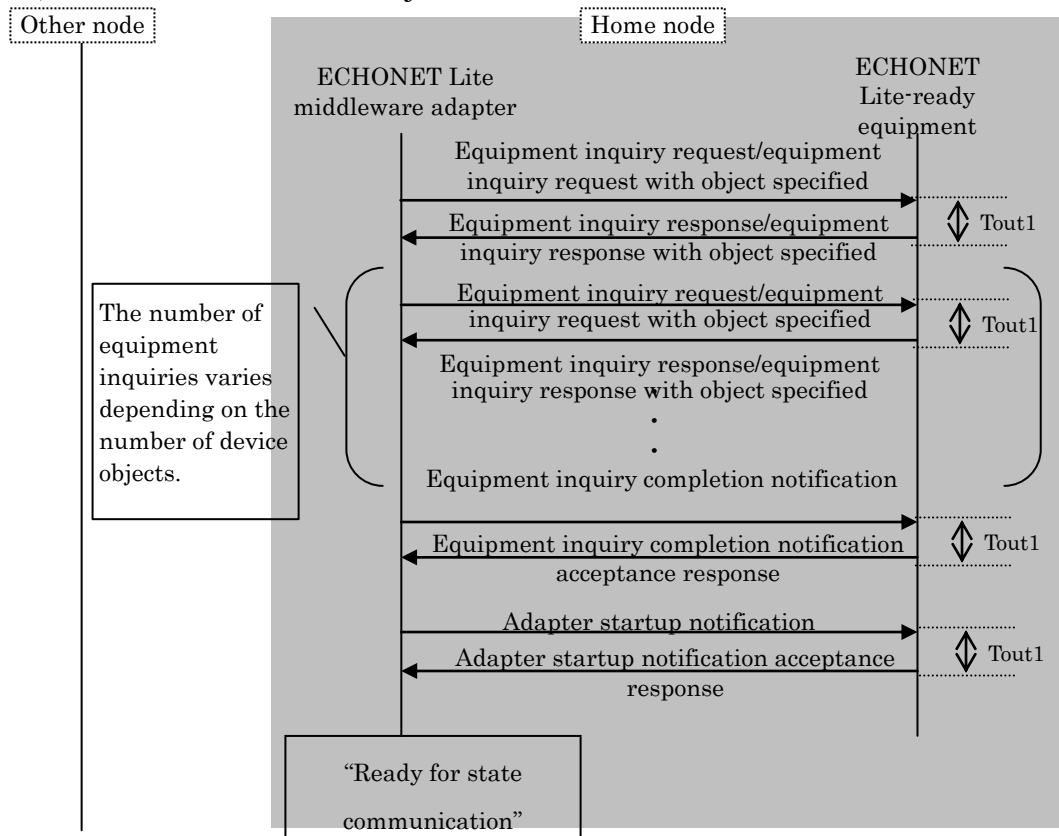 Other node
Home node
ECHONET Lite
middleware adapter
ECHONET
Lite-ready
equipment
Equipment inquiry request/equipment
inquiry request with object specified
Tout1
Equipment inquiry response/equipment
inquiry response with object specified
The number of
equipment
inquiries varies
depending on the
number of device
objects.
Equipment inquiry request/equipment
inquiry request with object specified
Tout1
Equipment inquiry response/equipment
inquiry response with object specified
Equipment inquiry completion notification
Tout1
Equipment inquiry completion notification
acceptance response
Adapter startup notification
Tout1
Adapter startup notification acceptance
response
“Ready for state
communication”